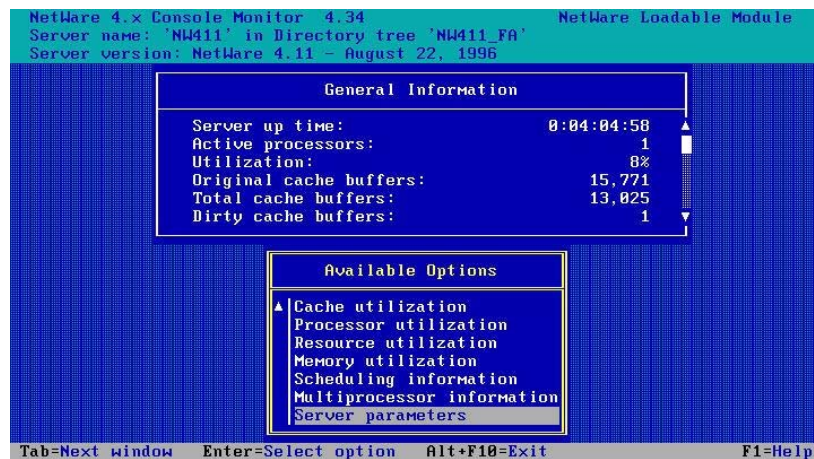 NetWare 4.x Console Monitor 4.34 NetWare Loadable Module
Server name: 'NW411' in Directory tree 'NW411_FA'
Server version: NetWare 4.11 - August 22, 1996
General Information
Server up time: 0:04:04:58
Active processors: 1
Utilization: 8%
Original cache buffers: 15,771
Total cache buffers: 13,025
Dirty cache buffers: 1
Available Options
Cache utilization
Processor utilization
Resource utilization
Memory utilization
Scheduling information
Multiprocessor information
Server parameters
Tab=Next window Enter=Select option Alt+F10=Exit F1=Help